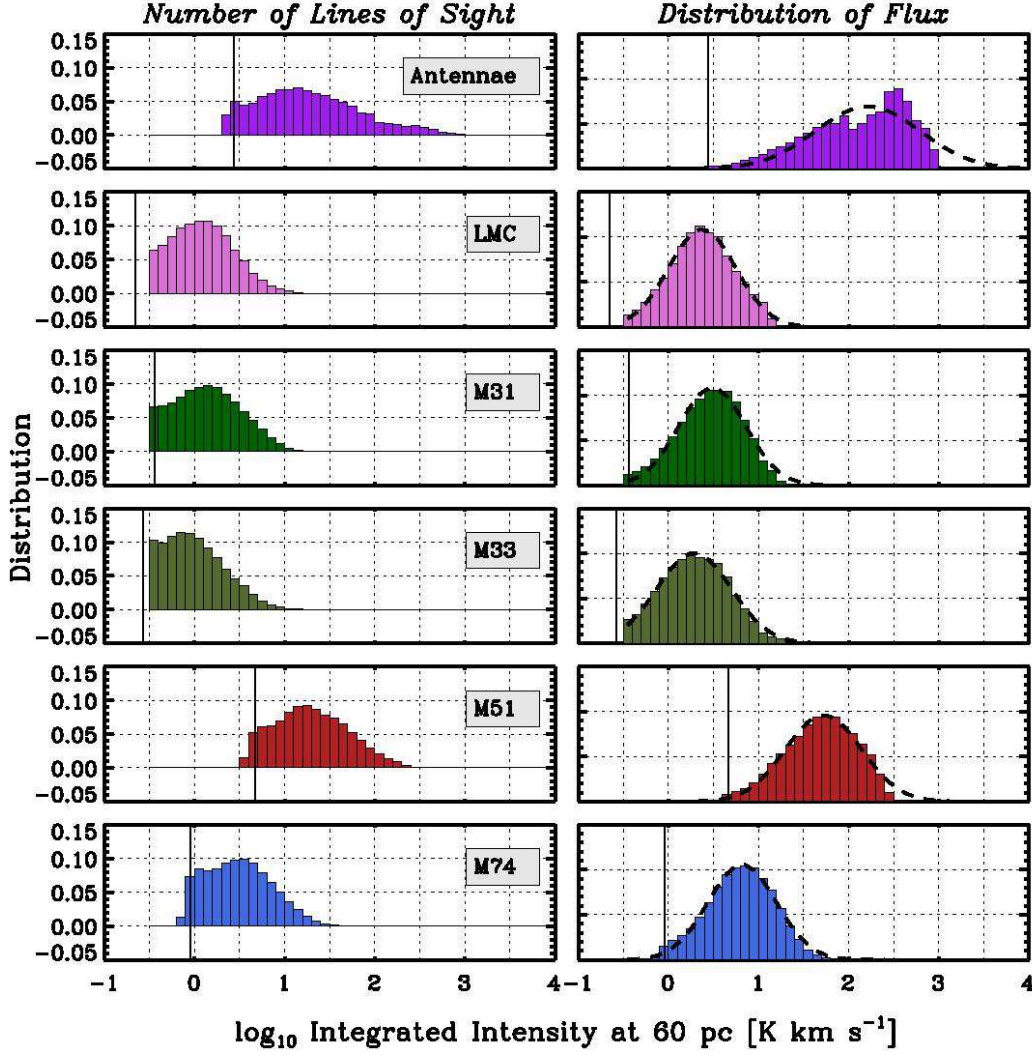 Number of Lines of Sight
Distribution of Flux
0.15
0.10
0.05
0.00
−0.05
Antennae
0.15
0.10
0.05
0.00
−0.05
LMC
0.15
0.10
0.05
0.00
−0.05
M31
0.15
0.10
0.05
0.00
−0.05
M33
0.15
0.10
0.05
0.00
−0.05
M51
0.15
0.10
0.05
0.00
−0.05
M74
Distribution
−1 0 1 2 3 4
−1 0 1 2 3 4
log₁₀ Integrated Intensity at 60 pc [K km s⁻¹]